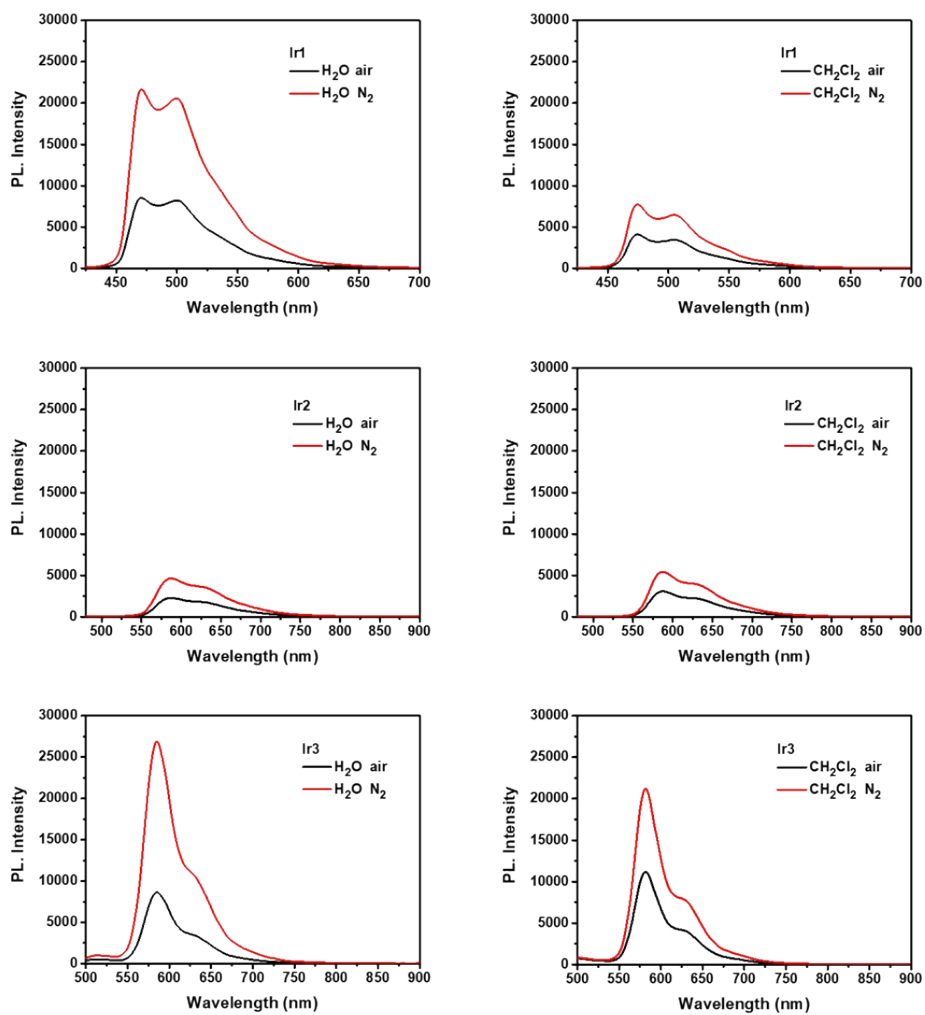 30000
25000
20000
15000
10000
5000
0
PL. Intensity
Ir1
H2O air
H2O N2
450 500 550 600 650 700
Wavelength (nm)
30000
25000
20000
15000
10000
5000
0
PL. Intensity
Ir1
CH2Cl2 air
CH2Cl2 N2
450 500 550 600 650 700
Wavelength (nm)
30000
25000
20000
15000
10000
5000
0
PL. Intensity
Ir2
H2O air
H2O N2
500 550 600 650 700 750 800 850 900
Wavelength (nm)
30000
25000
20000
15000
10000
5000
0
PL. Intensity
Ir2
CH2Cl2 air
CH2Cl2 N2
500 550 600 650 700 750 800 850 900
Wavelength (nm)
30000
25000
20000
15000
10000
5000
0
PL. Intensity
Ir3
H2O air
H2O N2
500 550 600 650 700 750 800 850 900
Wavelength (nm)
30000
25000
20000
15000
10000
5000
0
PL. Intensity
Ir3
CH2Cl2 air
CH2Cl2 N2
500 550 600 650 700 750 800 850 900
Wavelength (nm)